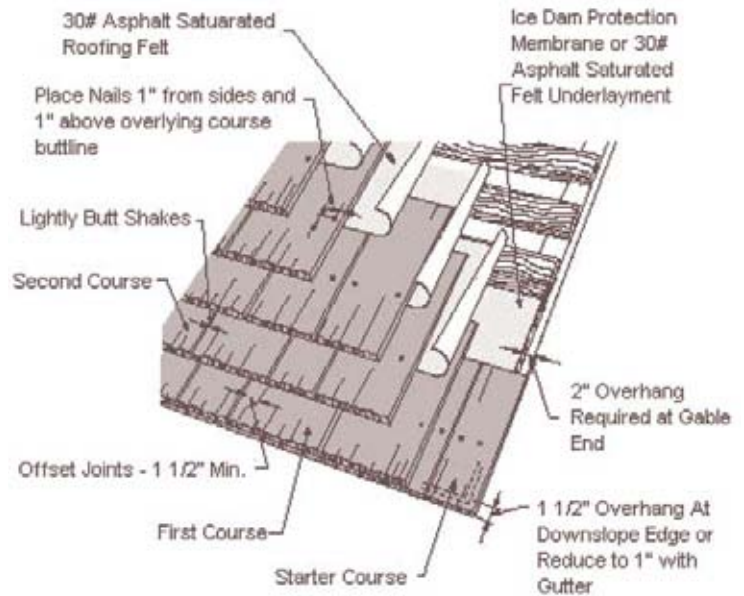 30# Asphalt Satuarated
Roofing Felt
Ice Dam Protection
Membrane or 30#
Asphalt Saturated
Felt Underlayment
Place Nails 1" from sides and
1" above overlying course
buttline
Lightly Butt Shakes
Second Course
2" Overhang
Required at Gable
End
Offset Joints - 1 1/2" Min.
First Course
Starter Course
1 1/2" Overhang At
Downslope Edge or
Reduce to 1" with
Gutter